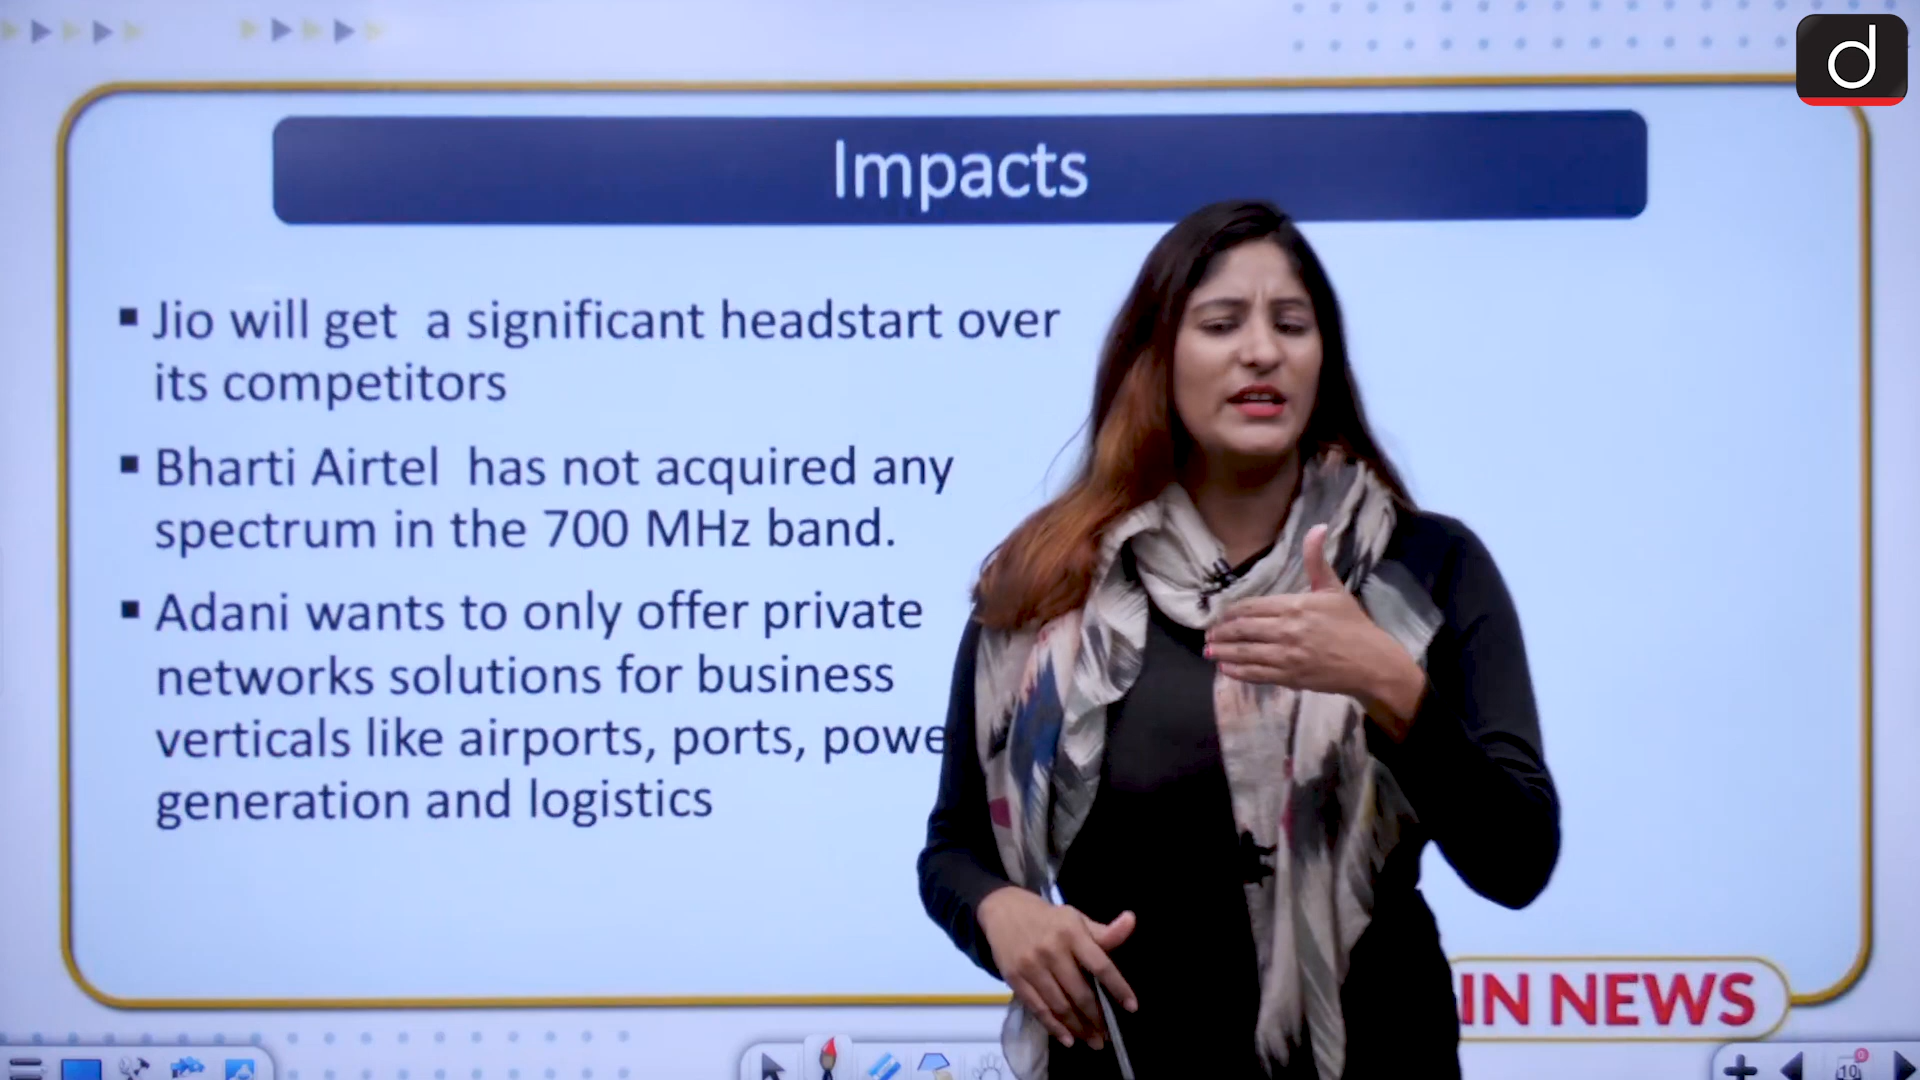 d
Impacts
▪ Jio will get a significant headstart over
its competitors
▪ Bharti Airtel has not acquired any
spectrum in the 700 MHz band.
▪ Adani wants to only offer private
networks solutions for business
verticals like airports, ports, powe
generation and logistics
IN NEWS
10